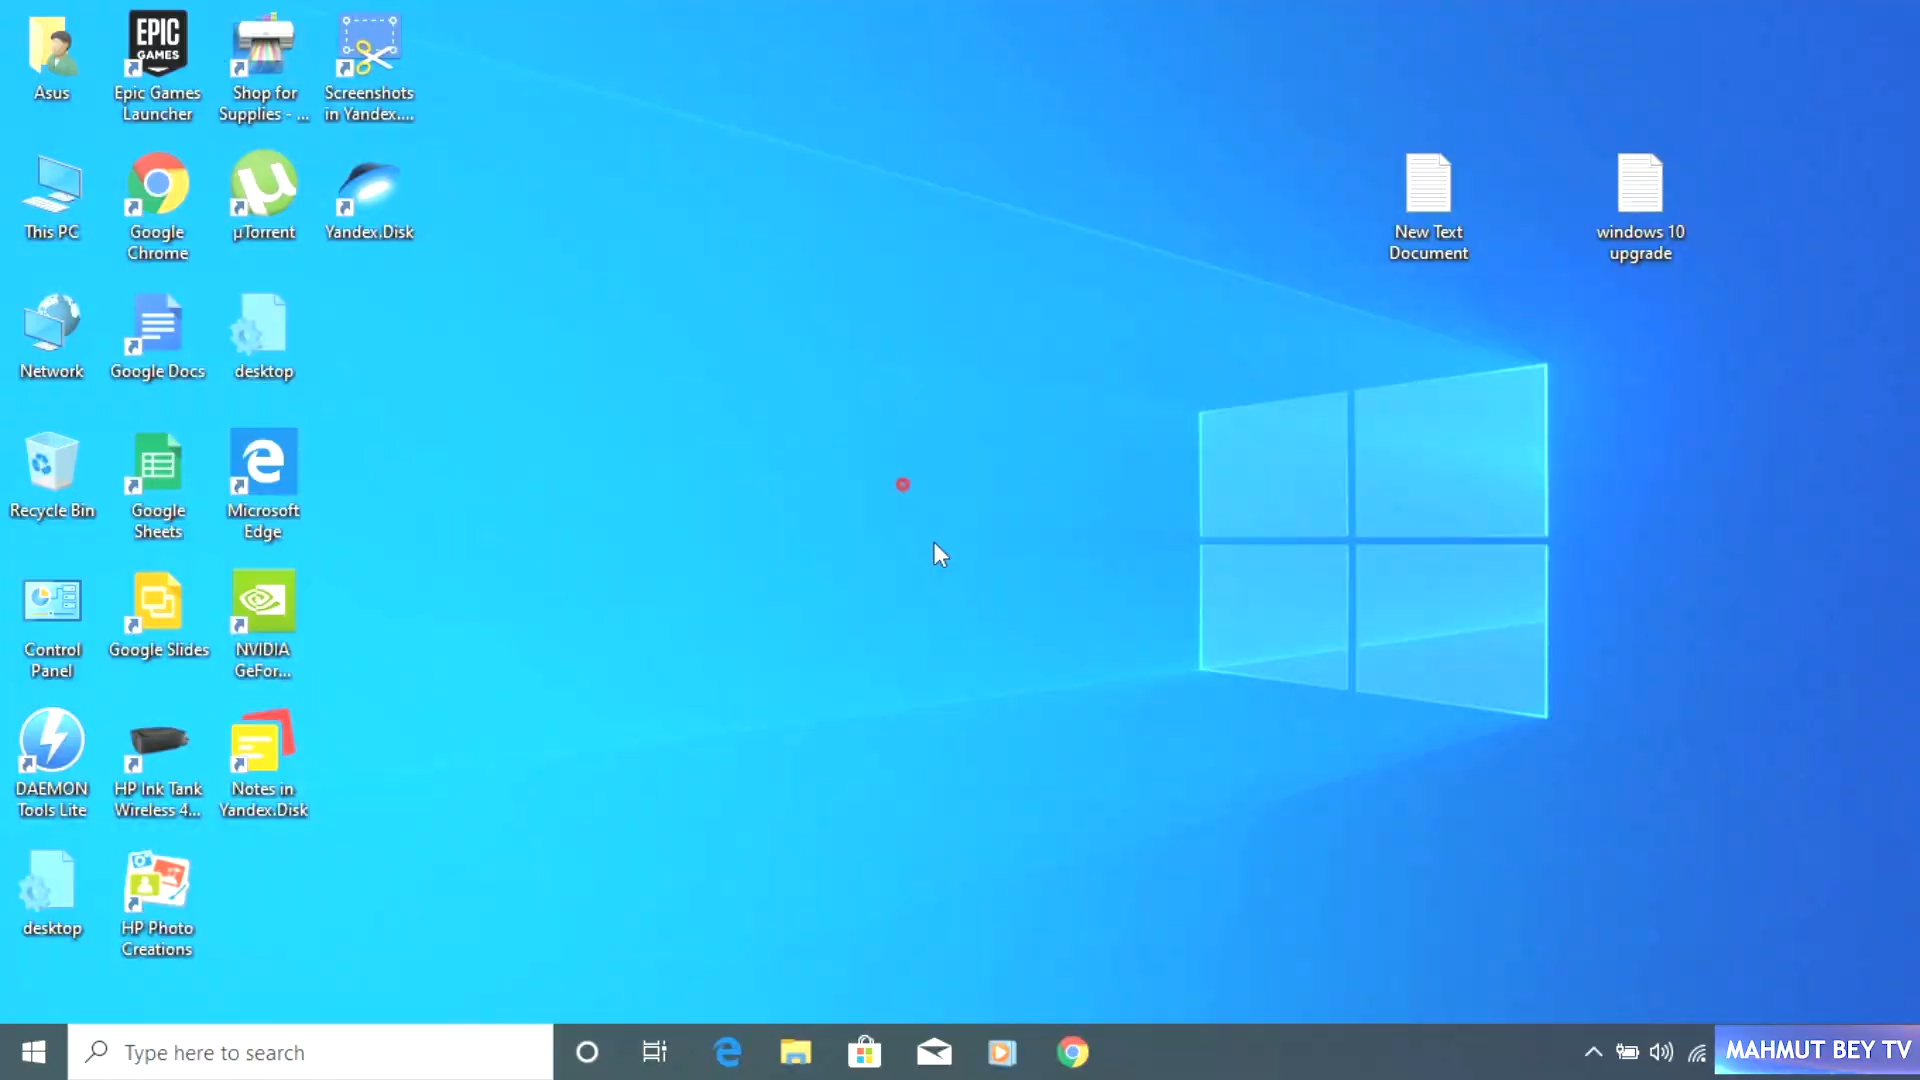 Asus
EPIC
GAMES
Epic Games
Launcher
Shop for
Supplies - ...
Screenshots
in Yandex....
This PC
Google
Chrome
µ
µTorrent
Yandex.Disk
New Text
Document
windows 10
upgrade
Network
Google Docs
desktop
Recycle Bin
Google
Sheets
Microsoft
Edge
Control
Panel
Google Slides
NVIDIA
GeFor...
DAEMON
Tools Lite
HP Ink Tank
Wireless 4...
Notes in
Yandex.Disk
desktop
HP Photo
Creations
Type here to search
MAHMUT BEY TV